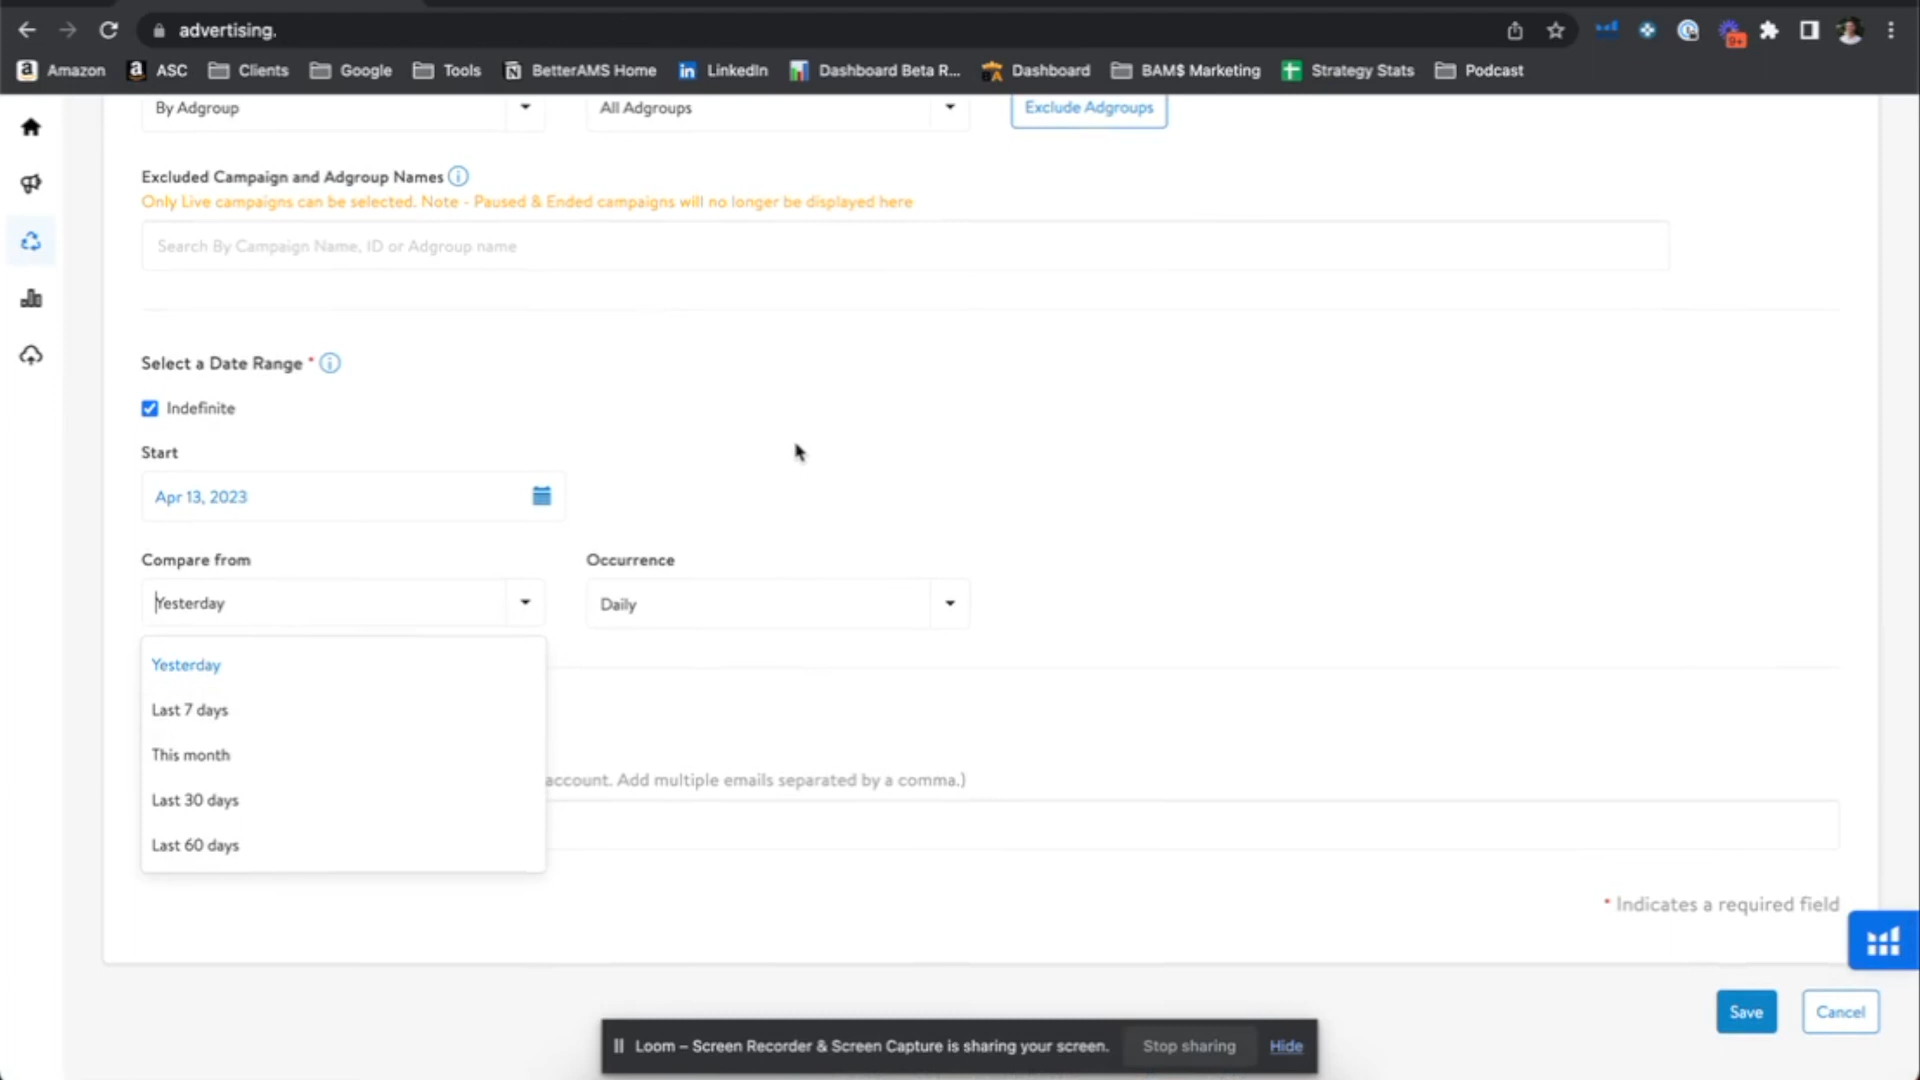 advertising.
9+
Amazon ASC Clients Google Tools BetterAMS Home LinkedIn Dashboard Beta R... Dashboard BAM$ Marketing Strategy Stats Podcast
By Adgroup All Adgroups Exclude Adgroups
Excluded Campaign and Adgroup Names
Only Live campaigns can be selected. Note - Paused & Ended campaigns will no longer be displayed here
Search By Campaign Name, ID or Adgroup name
Select a Date Range *
Indefinite
Start
Apr 13, 2023
Compare from Occurrence
Yesterday Daily
Yesterday
Last 7 days
This month
account. Add multiple emails separated by a comma.)
Last 30 days
Last 60 days
* Indicates a required field
Save Cancel
Loom – Screen Recorder & Screen Capture is sharing your screen. Stop sharing Hide